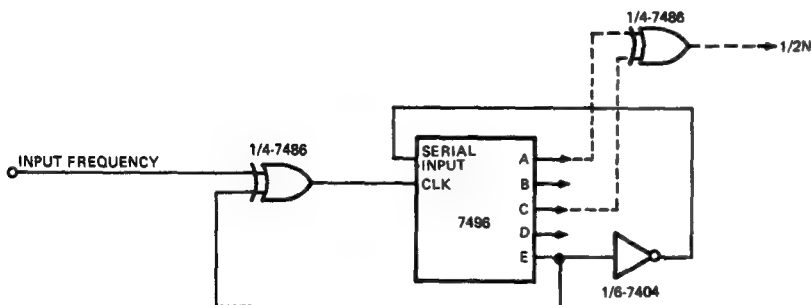 1/4-7486
1/2N
1/4-7486
INPUT FREQUENCY
SERIAL
INPUT
CLK
7496
A
B
C
D
E
1/6-7404